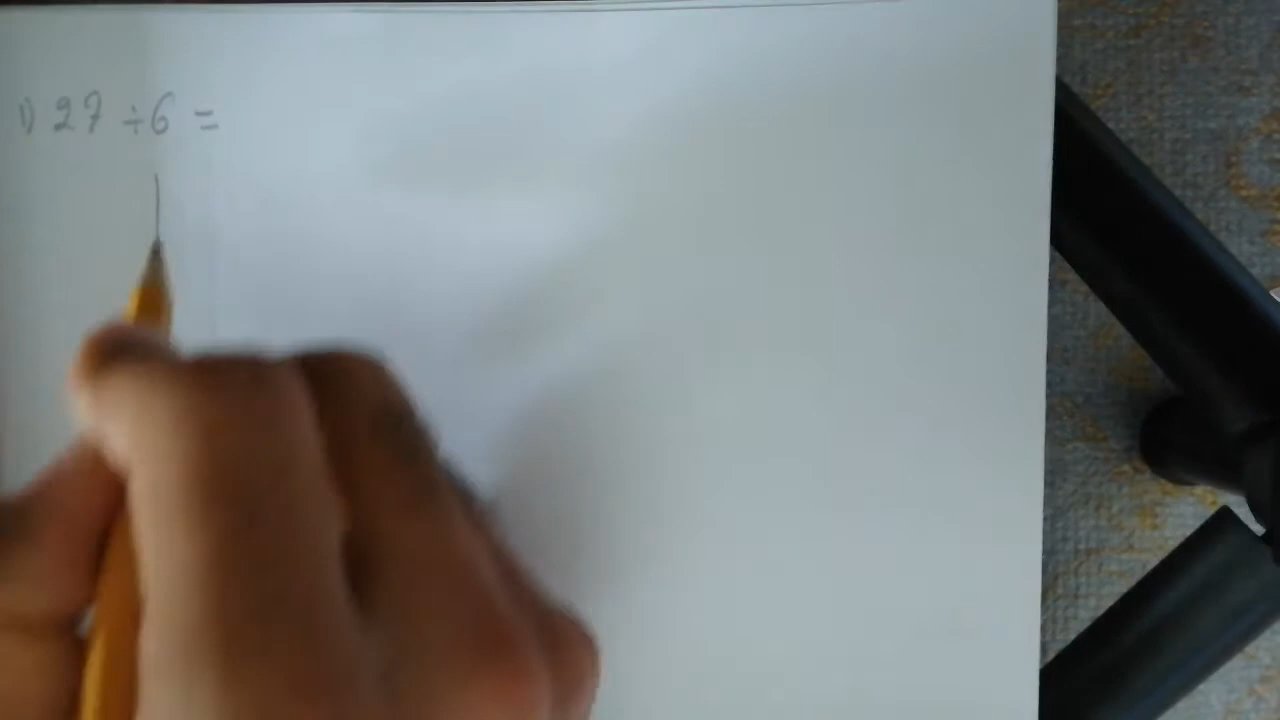 1) 27 ÷ 6 =